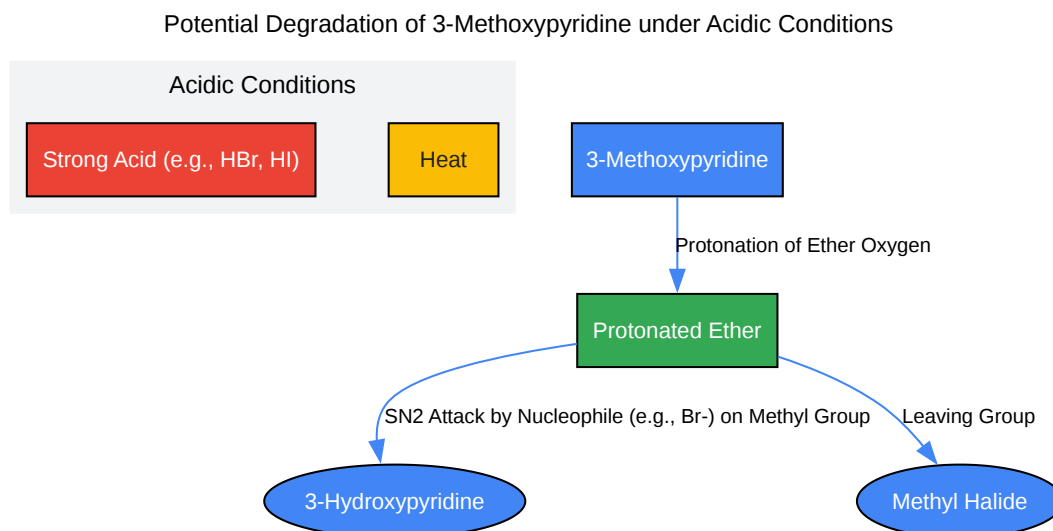 Potential Degradation of 3-Methoxypyridine under Acidic Conditions
Acidic Conditions
Strong Acid (e.g., HBr, HI)
Heat
3-Methoxypyridine
Protonation of Ether Oxygen
Protonated Ether
SN2 Attack by Nucleophile (e.g., Br-) on Methyl Group
Leaving Group
3-Hydroxypyridine
Methyl Halide